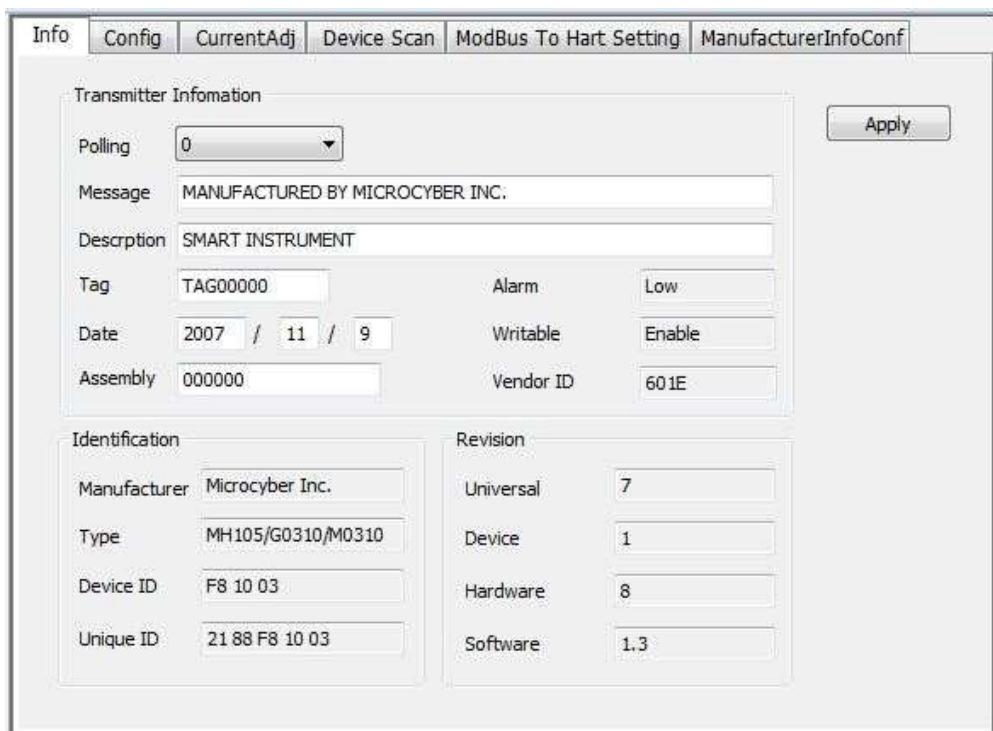 Info Config CurrentAdj Device Scan ModBus To Hart Setting ManufacturerInfoConf
Transmitter Infomation
Apply
Polling 0
Message MANUFACTURED BY MICROCYBER INC.
Descrption SMART INSTRUMENT
Tag TAG00000 Alarm Low
Date 2007 / 11 / 9 Writable Enable
Assembly 000000 Vendor ID 601E
Identification
Manufacturer Microcyber Inc.
Type MH105/G0310/M0310
Device ID F8 10 03
Unique ID 21 88 F8 10 03
Revision
Universal 7
Device 1
Hardware 8
Software 1.3